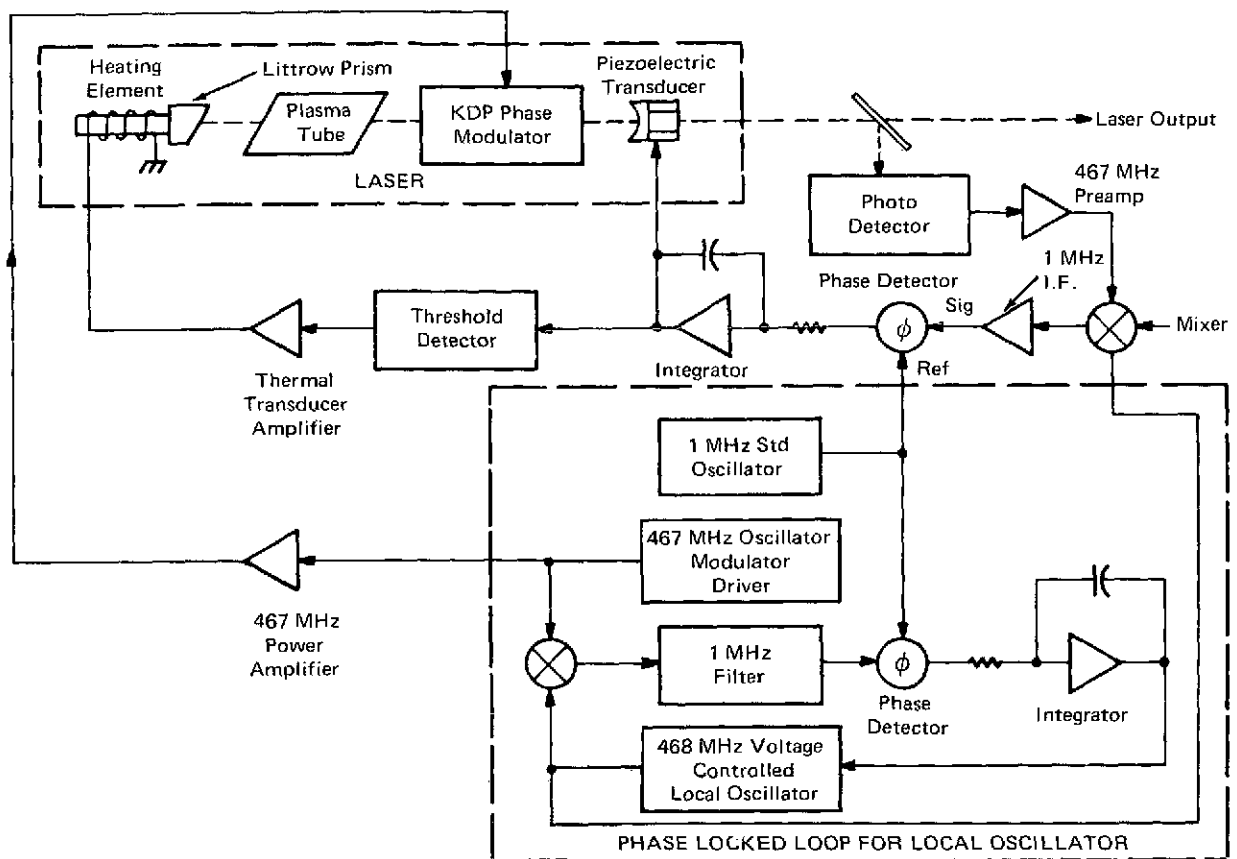 Heating
Element
Littrow Prism
Plasma
Tube
KDP Phase
Modulator
Piezoelectric
Transducer
LASER
Laser Output
Photo
Detector
467 MHz
Preamp
1 MHz
I.F.
Phase Detector
Sig
ϕ
Ref
Mixer
Integrator
Threshold
Detector
Thermal
Transducer
Amplifier
1 MHz Std
Oscillator
467 MHz Oscillator
Modulator
Driver
467 MHz
Power
Amplifier
1 MHz
Filter
ϕ
Phase
Detector
Integrator
468 MHz Voltage
Controlled
Local Oscillator
PHASE LOCKED LOOP FOR LOCAL OSCILLATOR